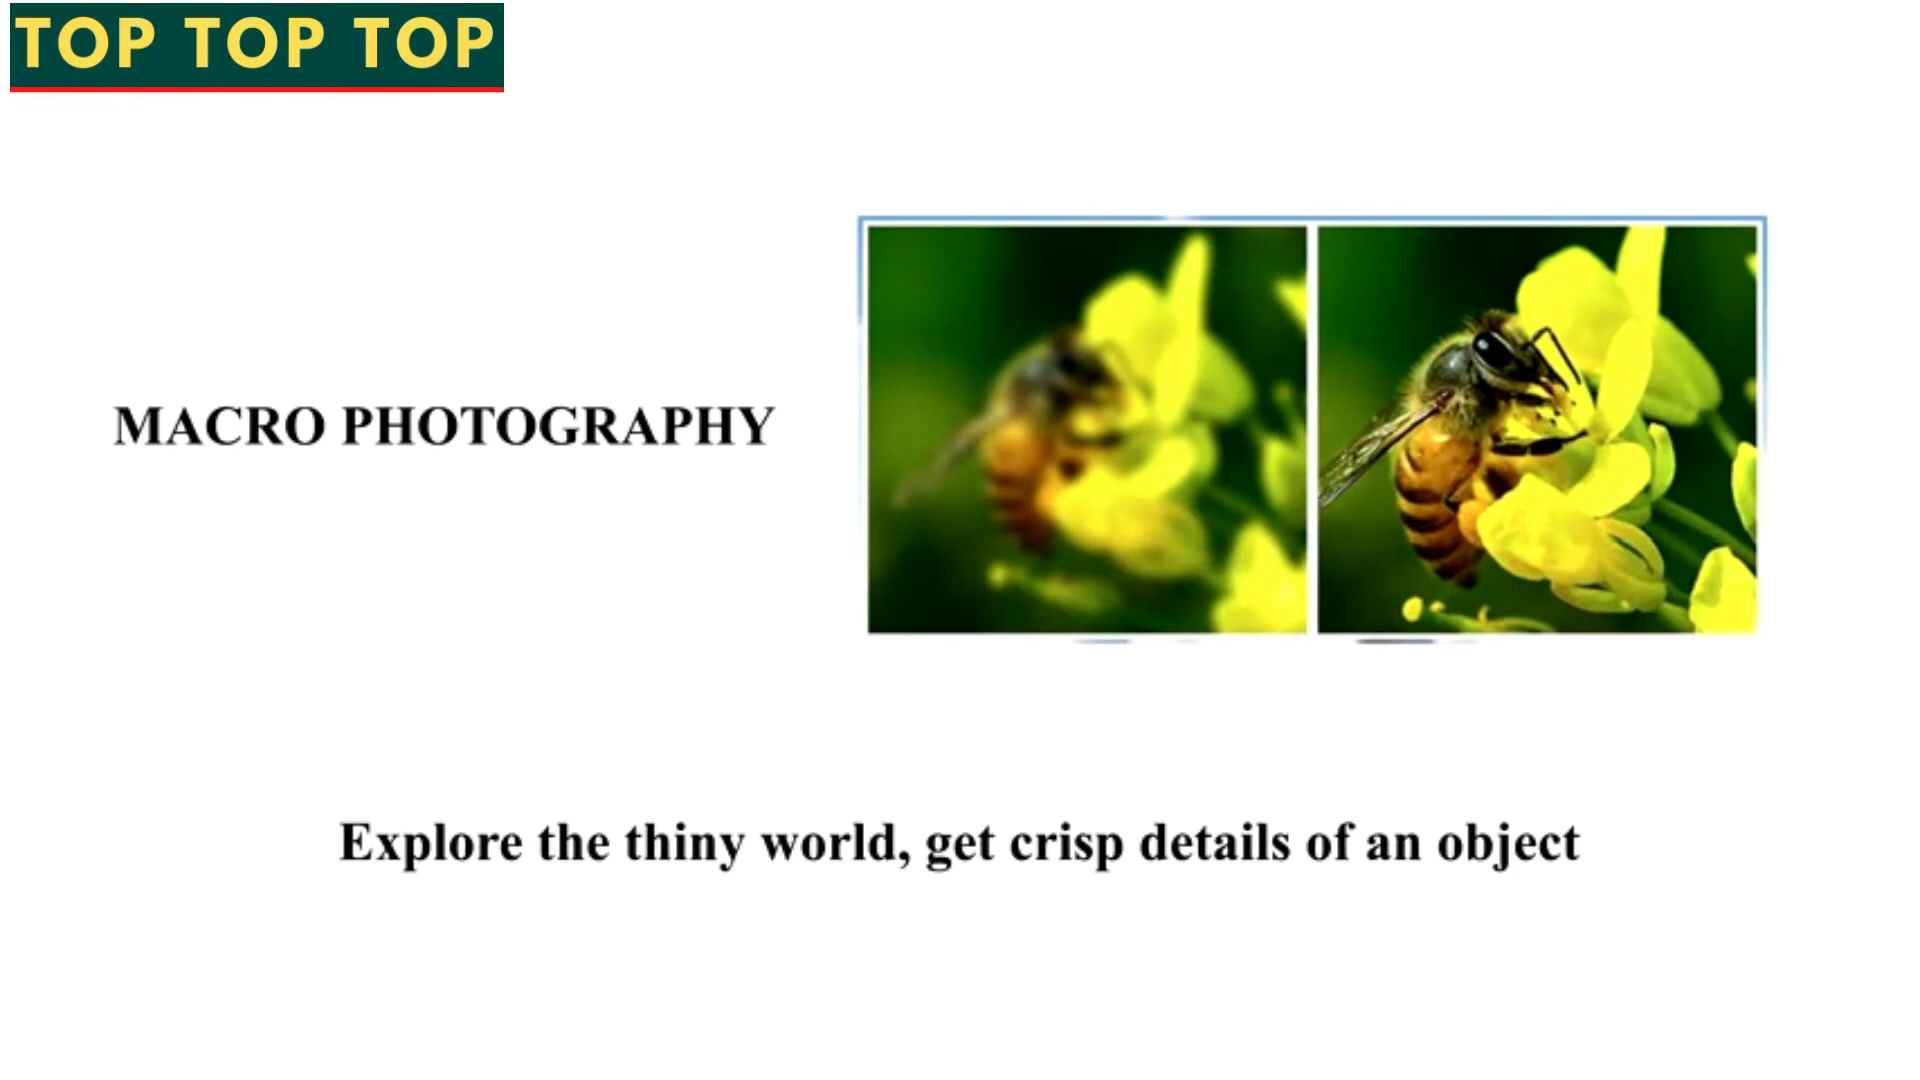 TOP TOP TOP
MACRO PHOTOGRAPHY
Explore the thiny world, get crisp details of an object